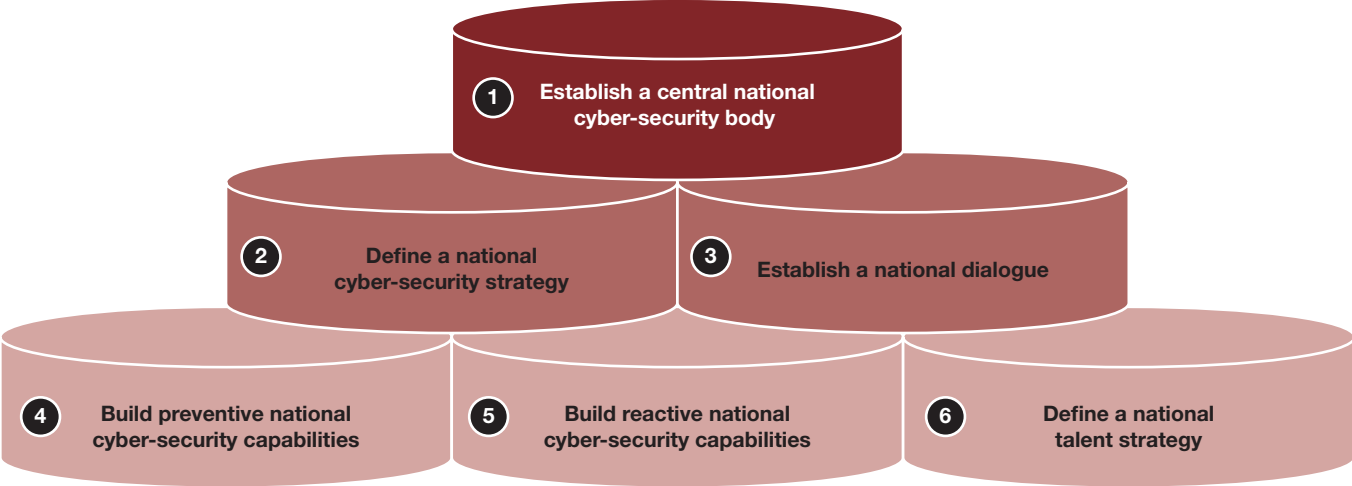 1
Establish a central national
cyber-security body
2
Define a national
cyber-security strategy
3
Establish a national dialogue
4
Build preventive national
cyber-security capabilities
5
Build reactive national
cyber-security capabilities
6
Define a national
talent strategy